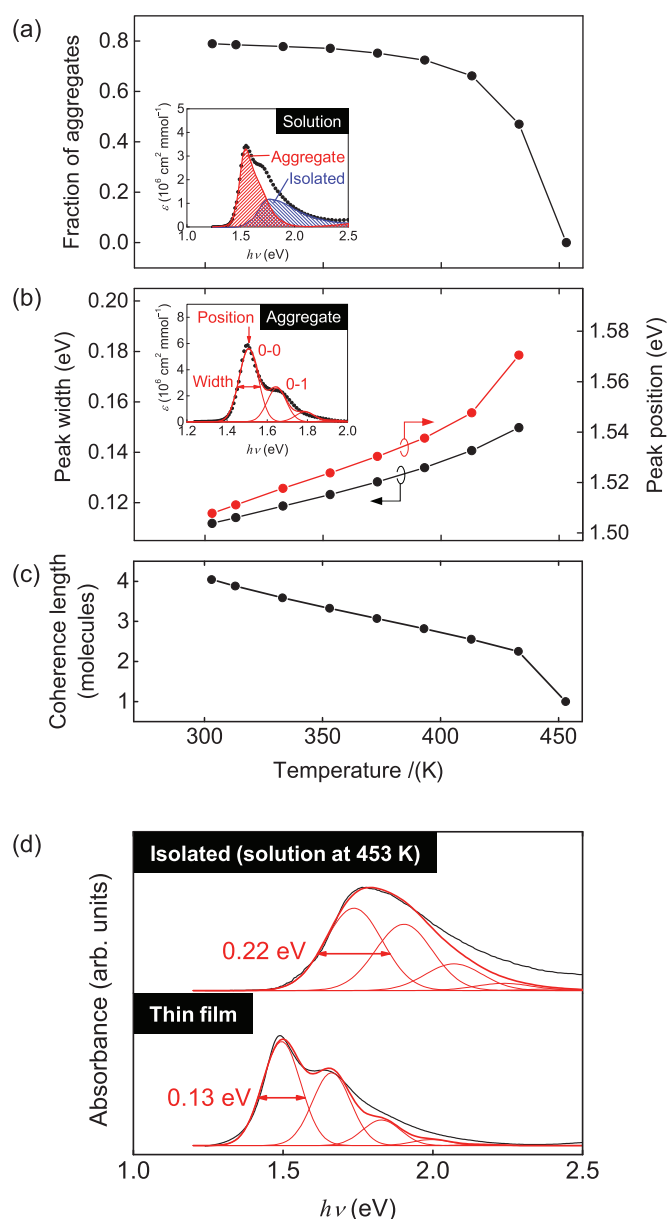 (a)
Fraction of aggregates
0.8
0.6
0.4
0.2
0.0
ε (10⁶ cm² mmol⁻¹)
5
4
3
2
1
0
Solution
Aggregate
Isolated
1.0 1.5 2.0 2.5
hν (eV)
(b)
Peak width (eV)
0.20
0.18
0.16
0.14
0.12
ε (10⁶ cm² mmol⁻¹)
8
6
4
2
0
Position
Aggregate
0-0
Width
0-1
1.2 1.4 1.6 1.8 2.0
hν (eV)
1.58
1.56
1.54
1.52
1.50
Peak position (eV)
(c)
Coherence length
(molecules)
4
3
2
1
300 350 400 450
Temperature /(K)
(d)
Absorbance (arb. units)
Isolated (solution at 453 K)
0.22 eV
Thin film
0.13 eV
1.0 1.5 2.0 2.5
hν (eV)